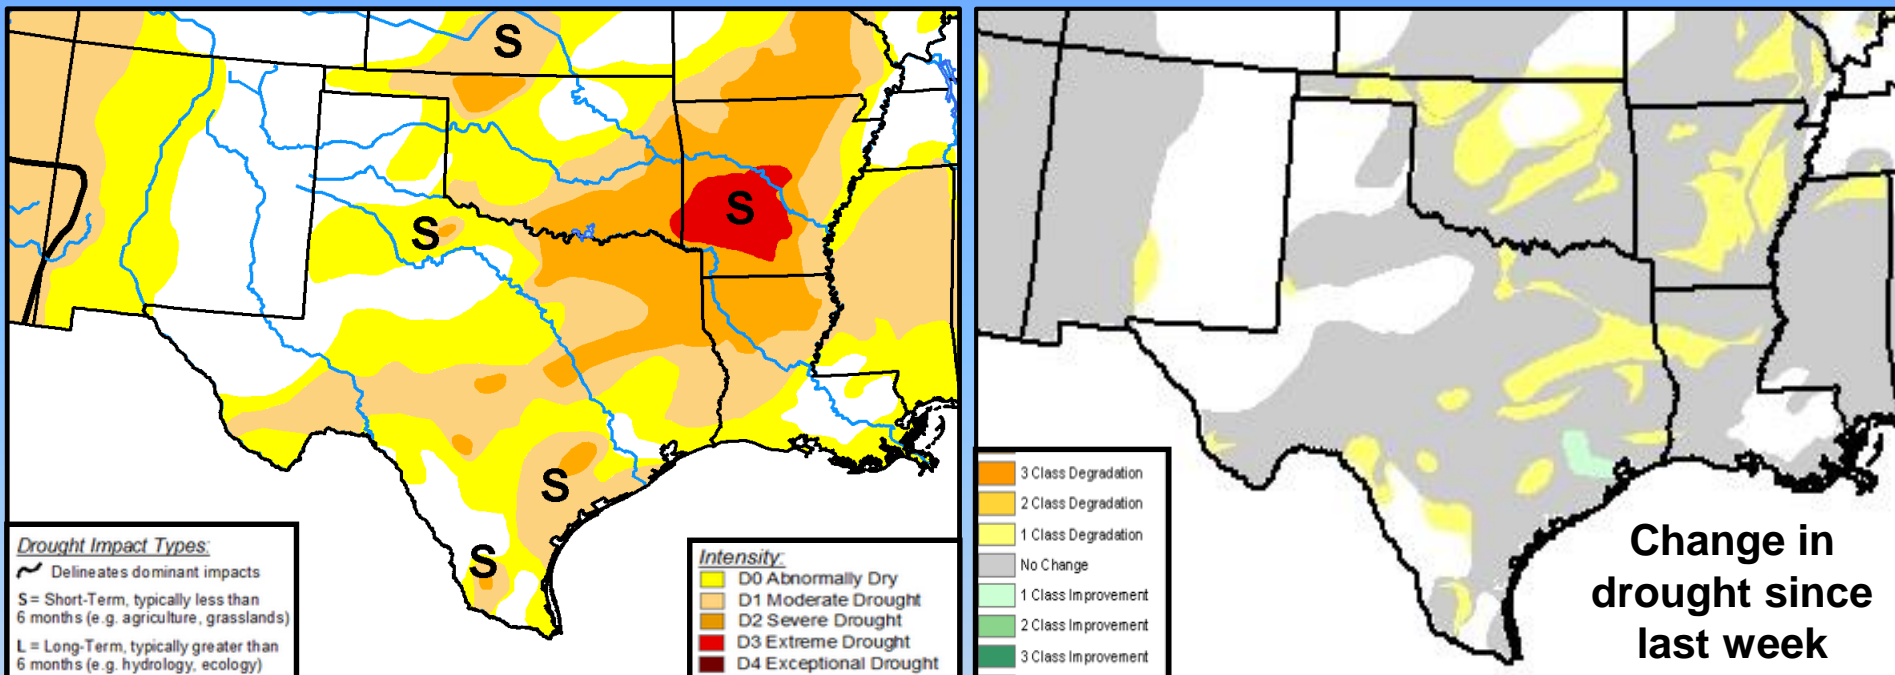 S
S
S
S
S
Drought Impact Types:
Delineates dominant impacts
S = Short-Term, typically less than
6 months (e.g. agriculture, grasslands)
L = Long-Term, typically greater than
6 months (e.g. hydrology, ecology)
Intensity:
D0 Abnormally Dry
D1 Moderate Drought
D2 Severe Drought
D3 Extreme Drought
D4 Exceptional Drought
3 Class Degradation
2 Class Degradation
1 Class Degradation
No Change
1 Class Improvement
2 Class Improvement
3 Class Improvement
Change in
drought since
last week